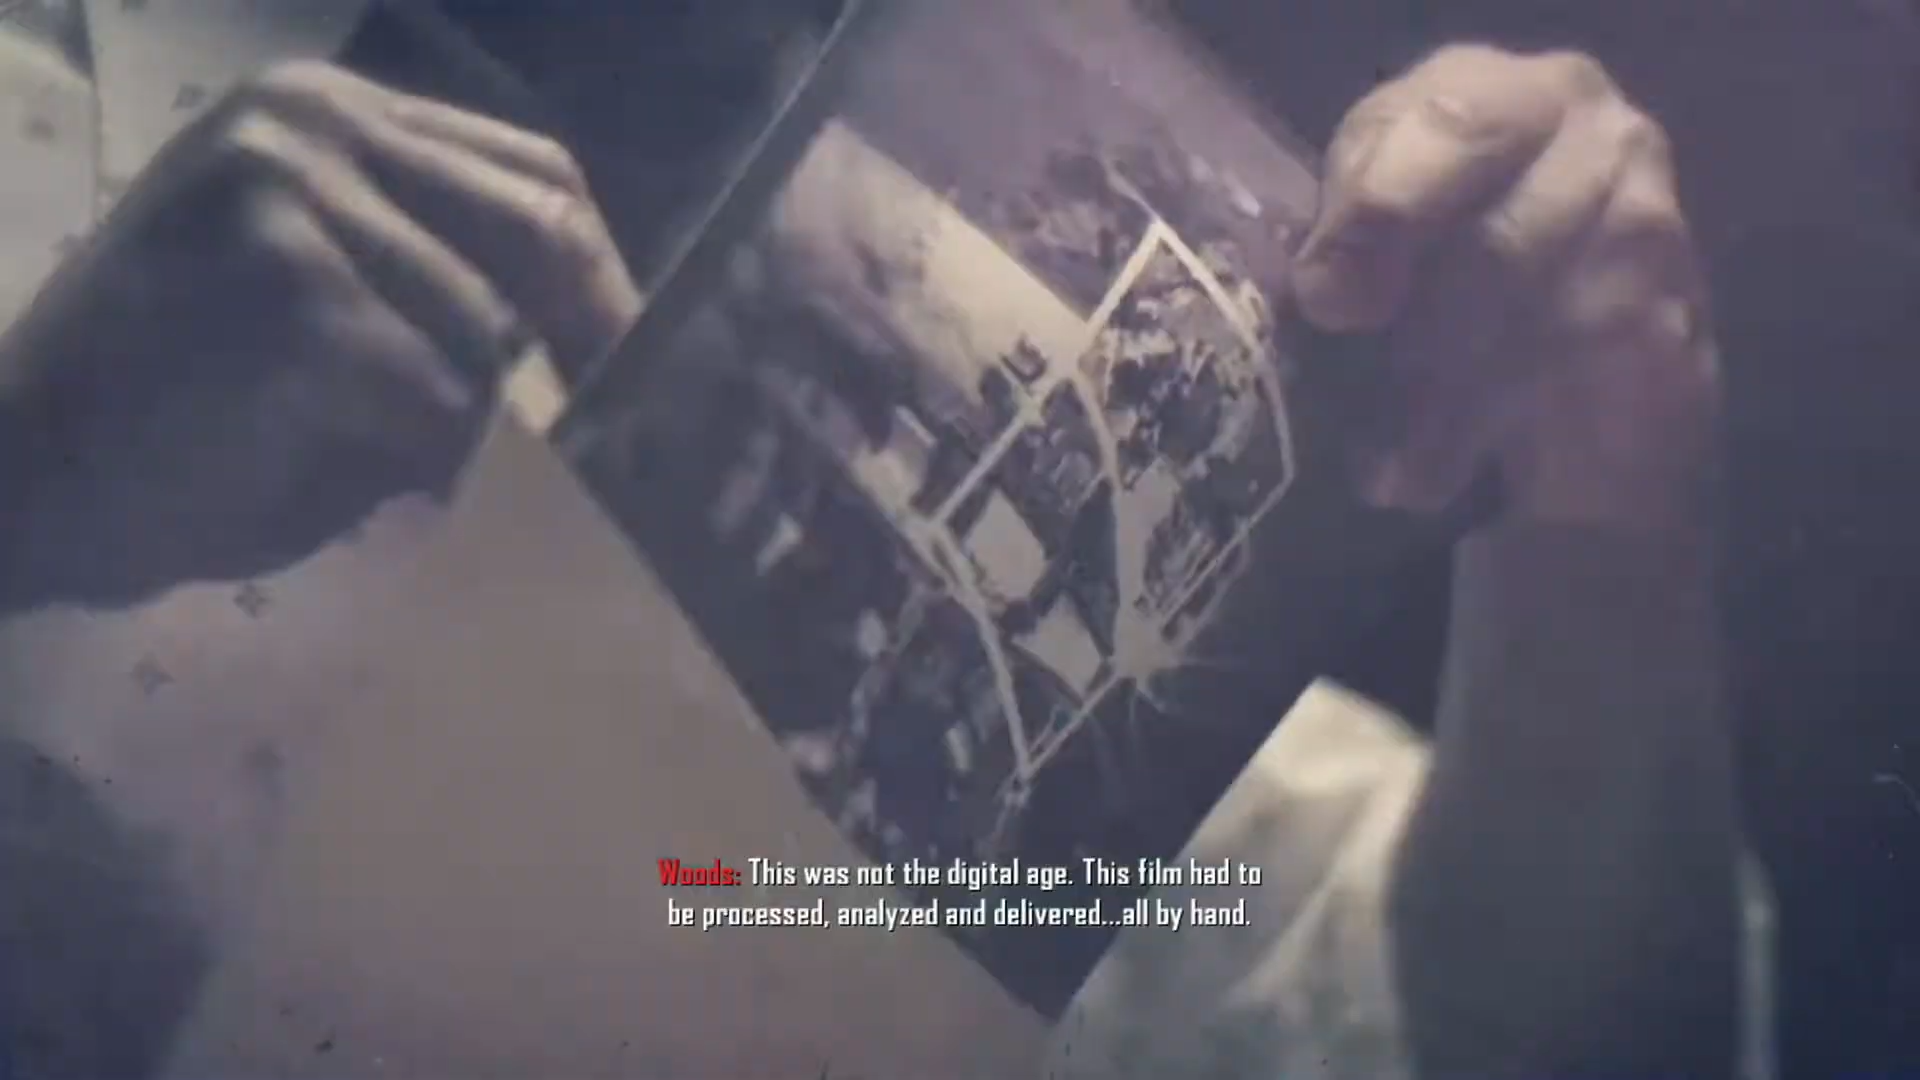 Woods: This was not the digital age. This film had to
be processed, analyzed and delivered...all by hand.